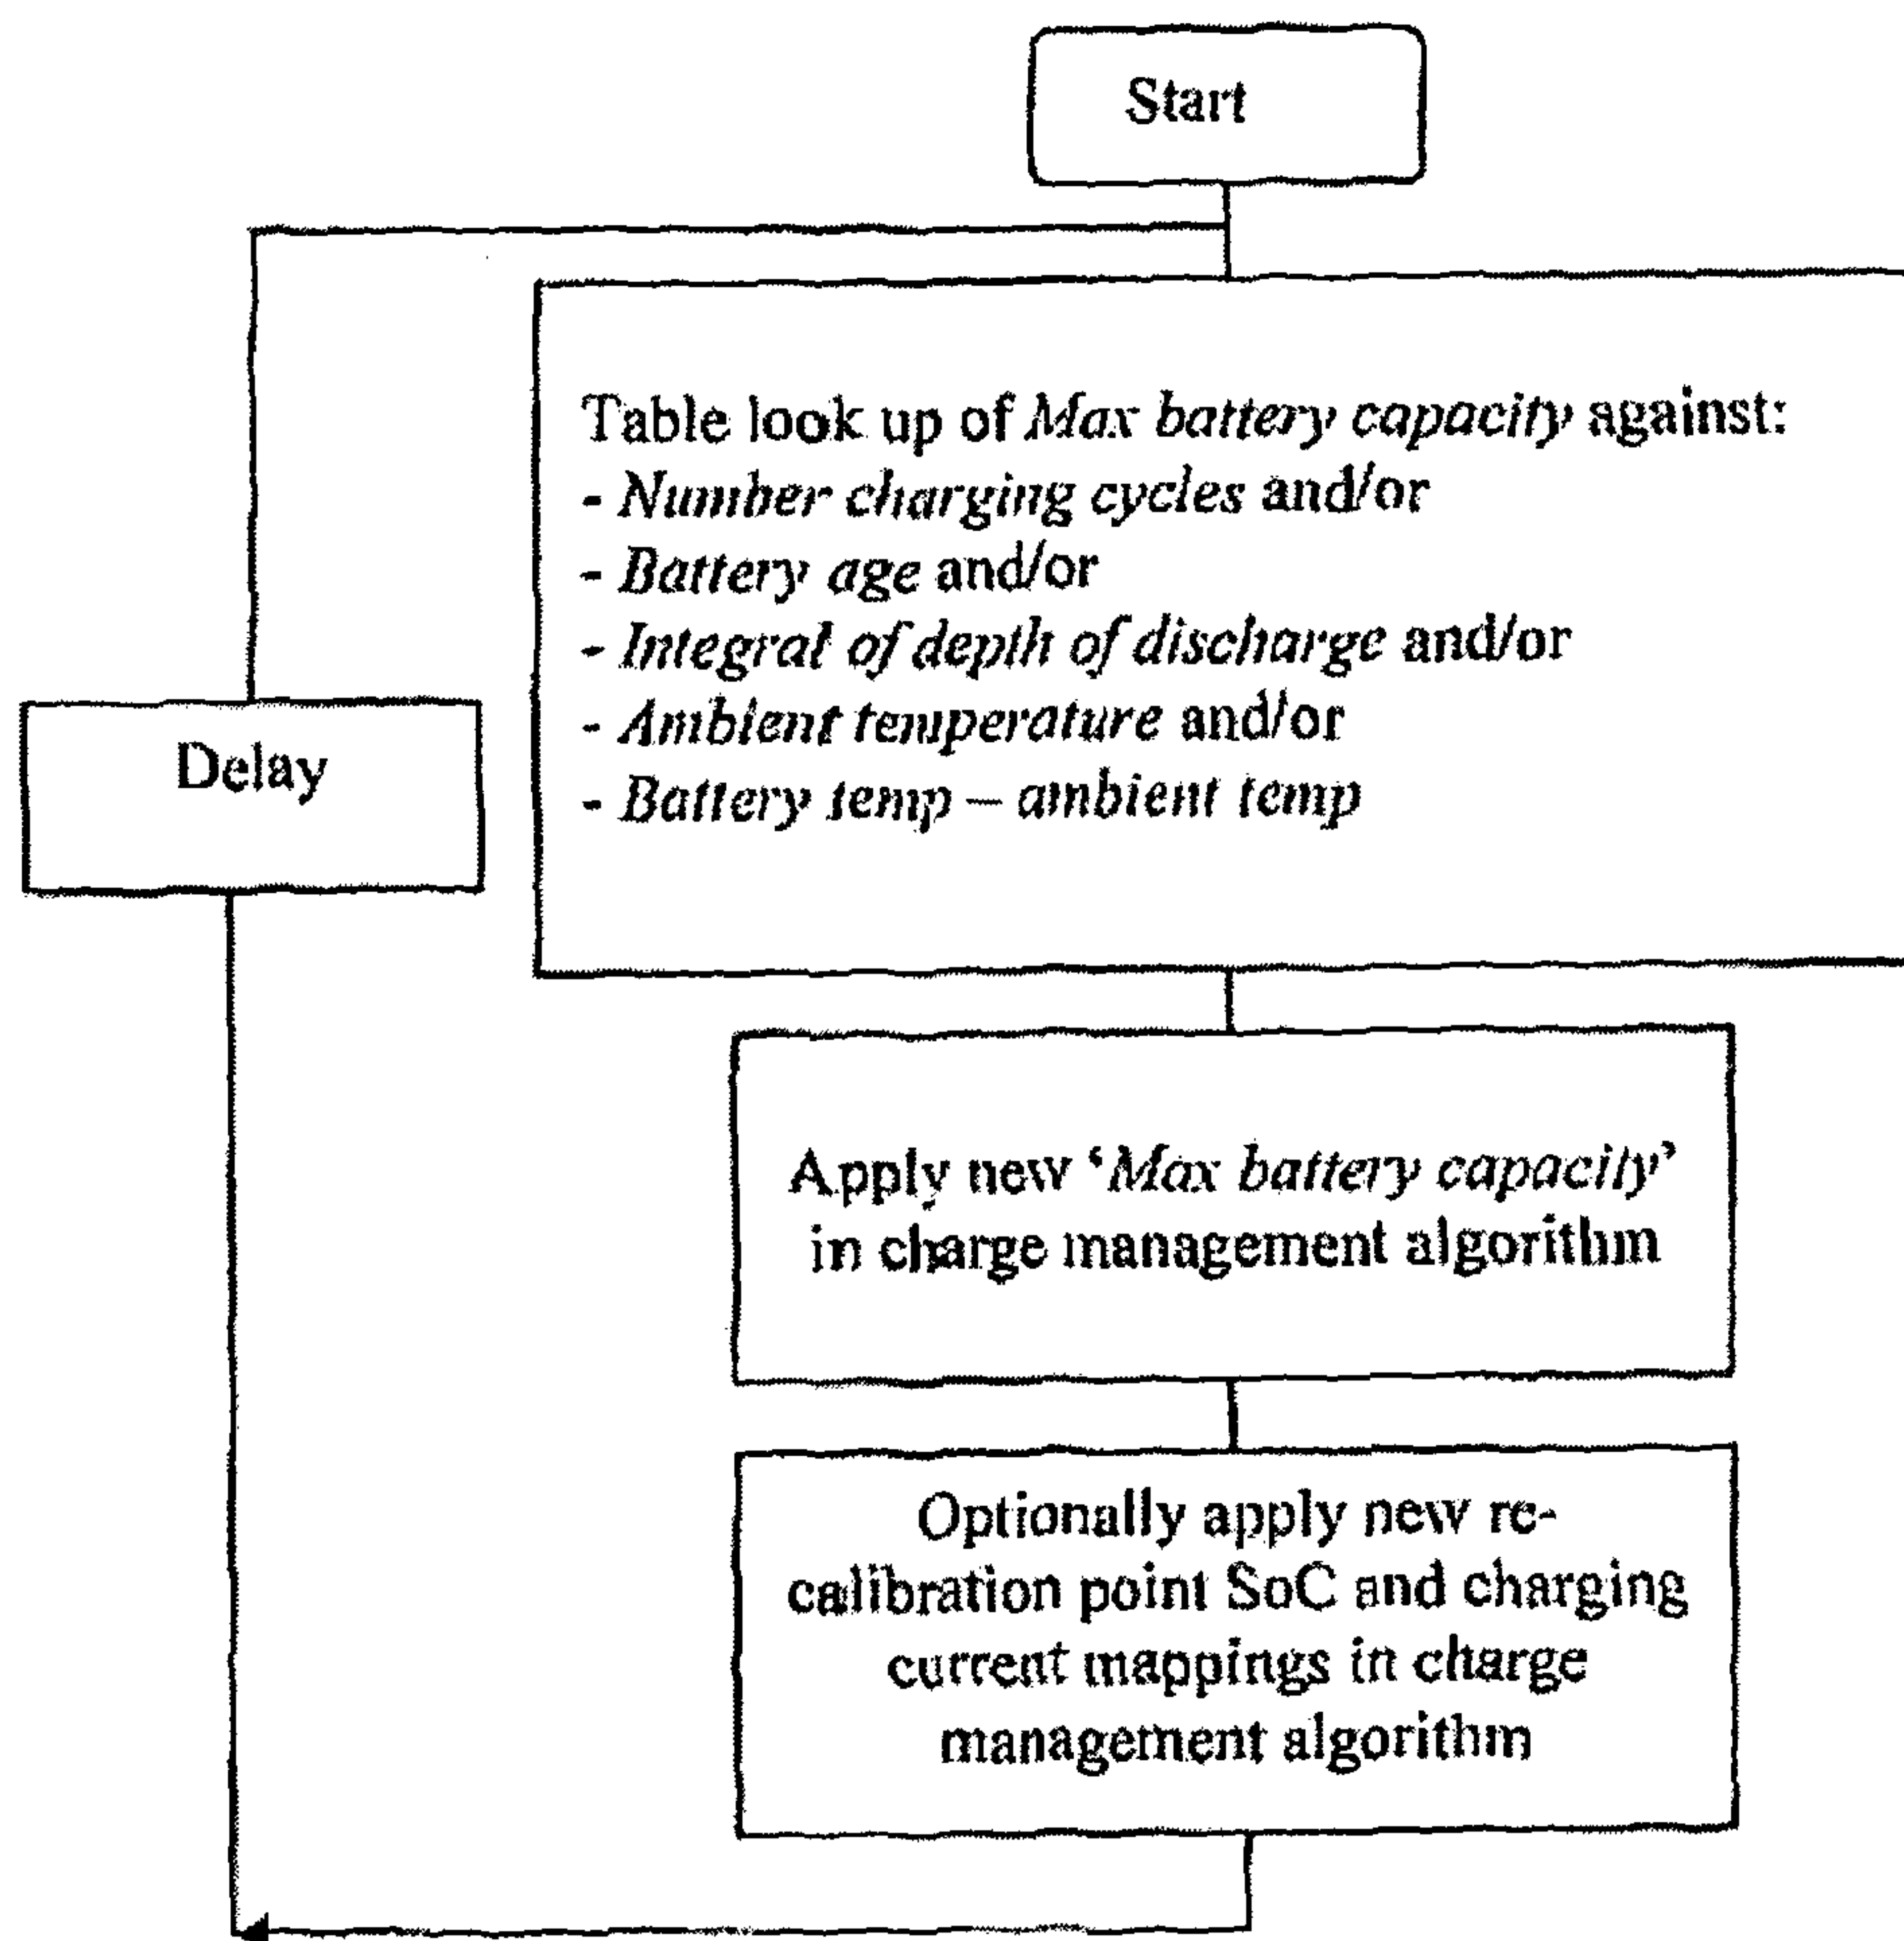 Start
Table look up of Max battery capacity against:
- Number charging cycles and/or
- Battery age and/or
- Integral of depth of discharge and/or
- Ambient temperature and/or
- Battery temp – ambient temp
Delay
Apply new ‘Max battery capacity’
in charge management algorithm
Optionally apply new re-
calibration point SoC and charging
current mappings in charge
management algorithm